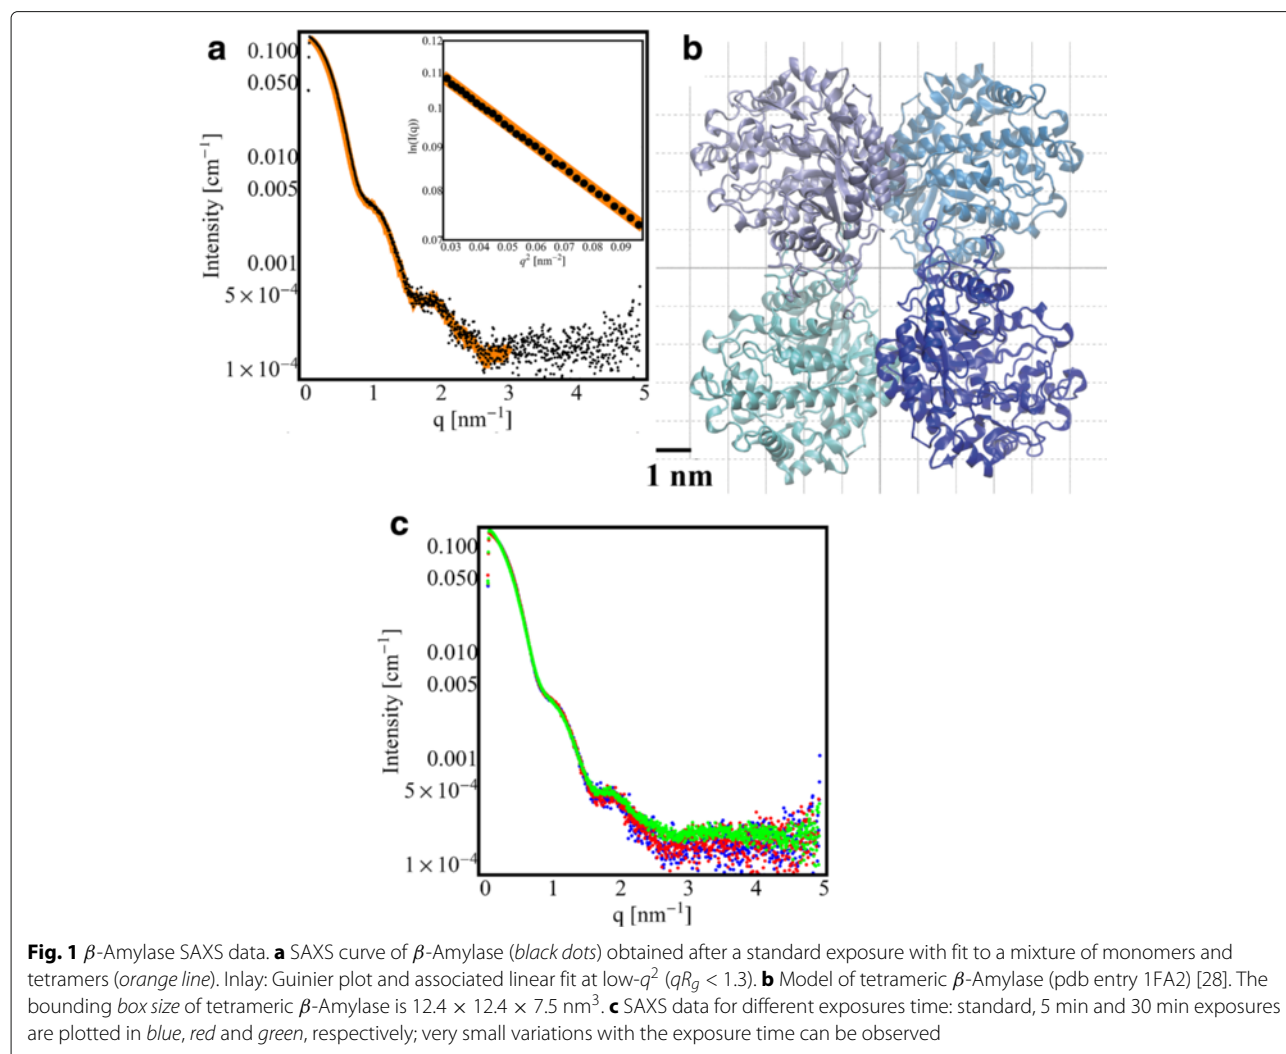 a
0.100
0.050
0.010
0.005
0.001
5 × 10⁻⁴
1 × 10⁻⁴
Intensity [cm⁻¹]
0 1 2 3 4 5
q [nm⁻¹]
0.12
0.11
0.1
0.09
0.08
0.07
ln(I(q))
0.03 0.04 0.05 0.06 0.07 0.08 0.09
q² [nm⁻²]
b
1 nm
c
0.100
0.050
0.010
0.005
0.001
5 × 10⁻⁴
1 × 10⁻⁴
Intensity [cm⁻¹]
0 1 2 3 4 5
q [nm⁻¹]
Fig. 1 β-Amylase SAXS data. a SAXS curve of β-Amylase (black dots) obtained after a standard exposure with fit to a mixture of monomers and
tetramers (orange line). Inlay: Guinier plot and associated linear fit at low-q² (qRg < 1.3). b Model of tetrameric β-Amylase (pdb entry 1FA2) [28]. The
bounding box size of tetrameric β-Amylase is 12.4 × 12.4 × 7.5 nm³. c SAXS data for different exposures time: standard, 5 min and 30 min exposures
are plotted in blue, red and green, respectively; very small variations with the exposure time can be observed